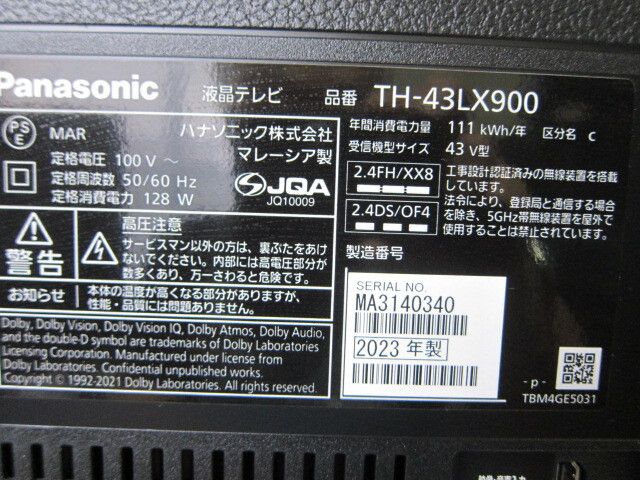 Panasonic 液晶テレビ 品番 TH-43LX900
PS E MAR パナソニック株式会社
マレーシア製
定格電圧 100 V ~
定格周波数 50/60 Hz
定格消費電力 128 W
JQA
JQ10009
年間消費電力量 111 kWh/年 区分名 C
受信機型サイズ 43 V型
2.4FH/XX8
2.4DS/OF4
工事設計認証済みの無線装置を搭載
しています。
法令により、登録局と通信する場合
を除き、5GHz帯無線装置を屋外で
使用することは禁止されています。
警告
高圧注意
サービスマン以外の方は、裏ぶたをあけ
ないでください。内部には高電圧部分が
数多くあり、万一さわると危険です。
お知らせ
本体の温度が高くなる部分がありますが、
性能・品質には問題ありません。
Dolby, Dolby Vision, Dolby Vision IQ, Dolby Atmos, Dolby Audio,
and the double-D symbol are trademarks of Dolby Laboratories
Licensing Corporation. Manufactured under license from
Dolby Laboratories. Confidential unpublished works.
Copyright © 1992-2021 Dolby Laboratories. All rights reserved.
製造番号
SERIAL NO.
MA3140340
2023 年製
- p -
TBM4GE5031